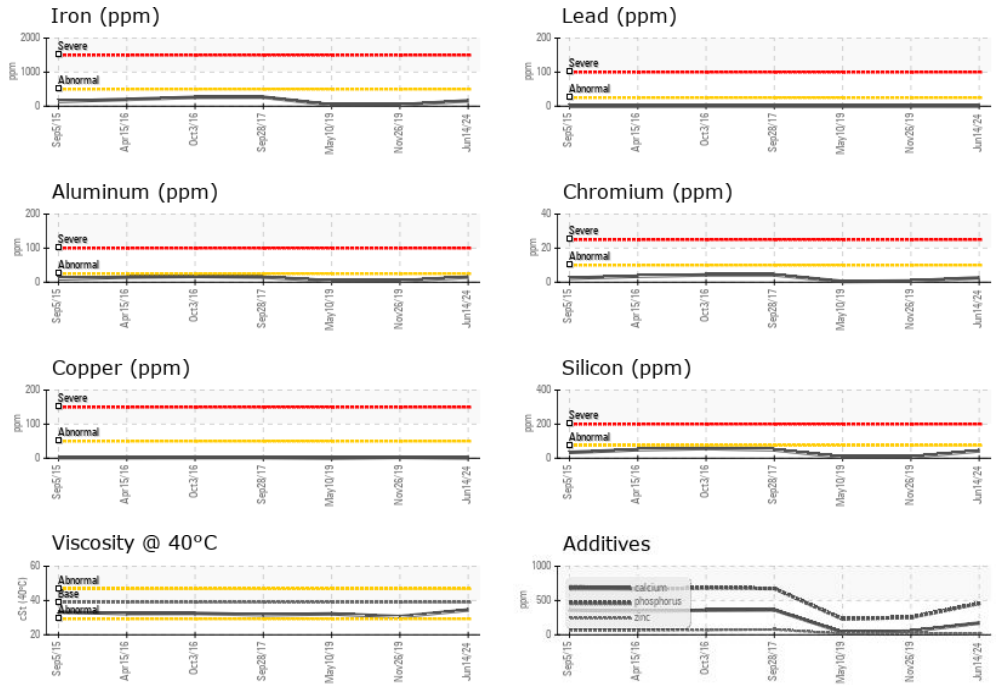 Iron (ppm)
2000
1000
0
ppm
Severe
Abnormal
Sep5/15
Apr15/16
Oct3/16
Sep28/17
May10/19
Nov26/19
Jun14/24
Lead (ppm)
200
100
0
ppm
Severe
Abnormal
Sep5/15
Apr15/16
Oct3/16
Sep28/17
May10/19
Nov26/19
Jun14/24
Aluminum (ppm)
200
100
0
ppm
Severe
Abnormal
Sep5/15
Apr15/16
Oct3/16
Sep28/17
May10/19
Nov26/19
Jun14/24
Chromium (ppm)
40
20
0
ppm
Severe
Abnormal
Sep5/15
Apr15/16
Oct3/16
Sep28/17
May10/19
Nov26/19
Jun14/24
Copper (ppm)
200
100
0
ppm
Severe
Abnormal
Sep5/15
Apr15/16
Oct3/16
Sep28/17
May10/19
Nov26/19
Jun14/24
Silicon (ppm)
400
200
0
ppm
Severe
Abnormal
Sep5/15
Apr15/16
Oct3/16
Sep28/17
May10/19
Nov26/19
Jun14/24
Viscosity @ 40°C
60
40
20
cSt (40°C)
Abnormal
Base
Abnormal
Sep5/15
Apr15/16
Oct3/16
Sep28/17
May10/19
Nov26/19
Jun14/24
Additives
1000
500
0
ppm
calcium
phosphorus
zinc
Sep5/15
Apr15/16
Oct3/16
Sep28/17
May10/19
Nov26/19
Jun14/24